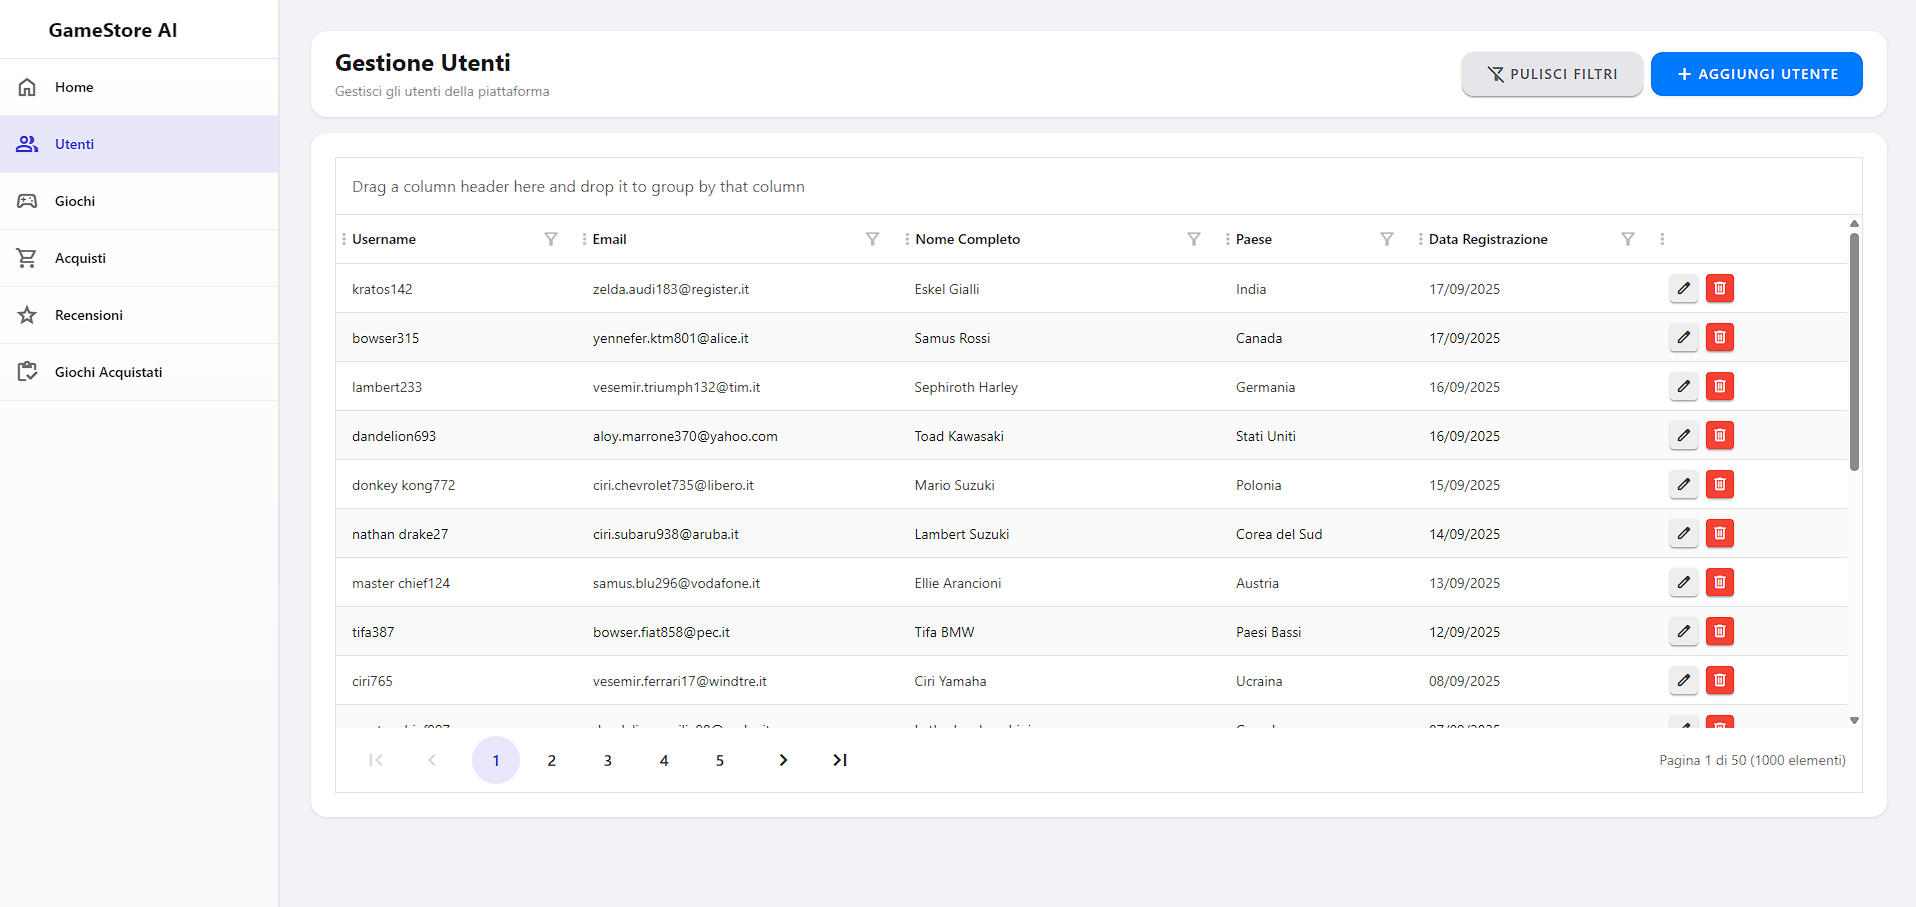 GameStore AI
Home
Utenti
Giochi
Acquisti
Recensioni
Giochi Acquistati
Gestione Utenti
Gestisci gli utenti della piattaforma
PULISCI FILTRI
AGGIUNGI UTENTE
Drag a column header here and drop it to group by that column
Username Email Nome Completo Paese Data Registrazione
kratos142 zelda.audi183@register.it Eskel Gialli India 17/09/2025
bowser315 yennefer.ktm801@alice.it Samus Rossi Canada 17/09/2025
lambert233 vesemir.triumph132@tim.it Sephiroth Harley Germania 16/09/2025
dandelion693 aloy.marrone370@yahoo.com Toad Kawasaki Stati Uniti 16/09/2025
donkey kong772 ciri.chevrolet735@libero.it Mario Suzuki Polonia 15/09/2025
nathan drake27 ciri.subaru938@aruba.it Lambert Suzuki Corea del Sud 14/09/2025
master chief124 samus.blu296@vodafone.it Ellie Arancioni Austria 13/09/2025
tifa387 bowser.fiat858@pec.it Tifa BMW Paesi Bassi 12/09/2025
ciri765 vesemir.ferrari17@windtre.it Ciri Yamaha Ucraina 08/09/2025
1 2 3 4 5
Pagina 1 di 50 (1000 elementi)